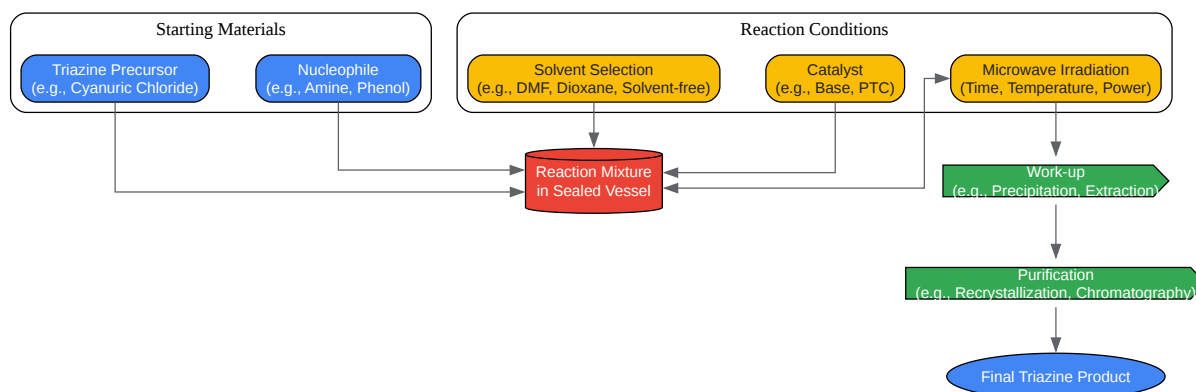 Starting Materials
Triazine Precursor
(e.g., Cyanuric Chloride)
Nucleophile
(e.g., Amine, Phenol)
Reaction Conditions
Solvent Selection
(e.g., DMF, Dioxane, Solvent-free)
Catalyst
(e.g., Base, PTC)
Microwave Irradiation
(Time, Temperature, Power)
Reaction Mixture
in Sealed Vessel
Work-up
(e.g., Precipitation, Extraction)
Purification
(e.g., Recrystallization, Chromatography)
Final Triazine Product